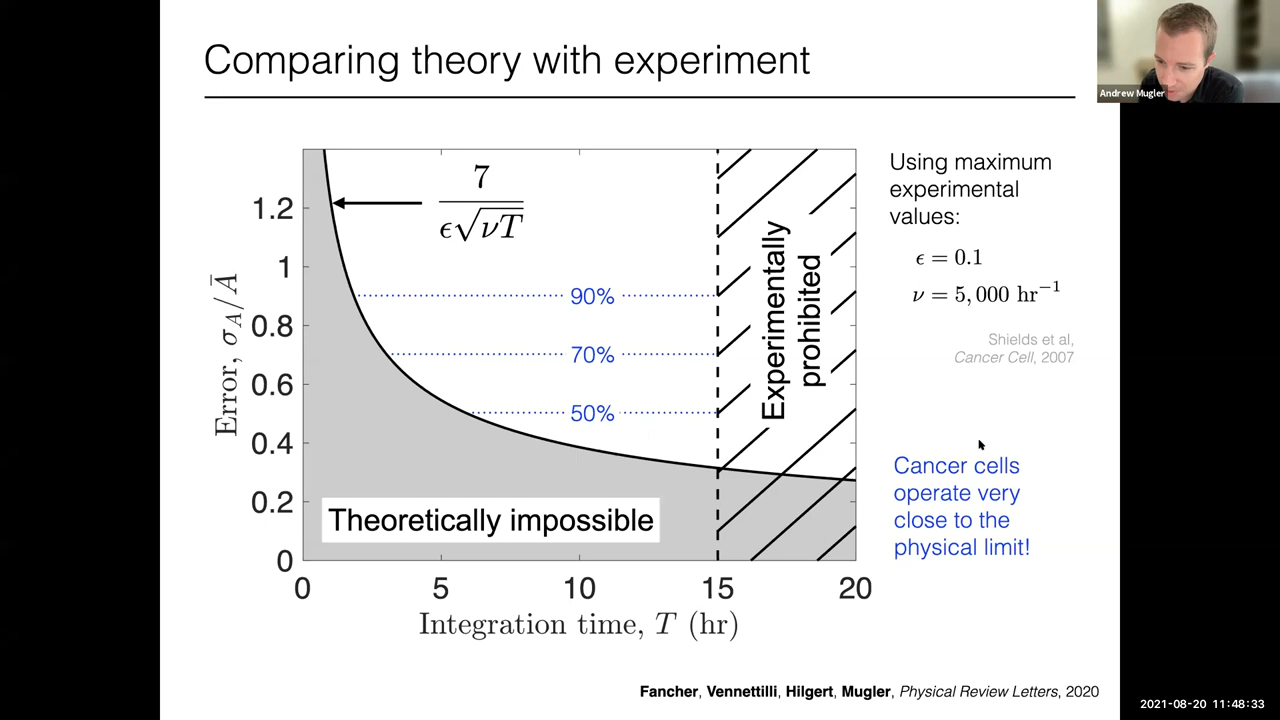 Comparing theory with experiment
Andrew Mugler
7
ϵ√νT
Error, σ_A/Ā
1.2
1
0.8
0.6
0.4
0.2
0
90%
70%
50%
Experimentally
prohibited
Theoretically impossible
0
5
10
15
20
Integration time, T (hr)
Using maximum
experimental
values:
ϵ = 0.1
ν = 5,000 hr⁻¹
Shields et al,
Cancer Cell, 2007
Cancer cells
operate very
close to the
physical limit!
Fancher, Vennettilli, Hilgert, Mugler, Physical Review Letters, 2020
2021-08-20 11:48:33